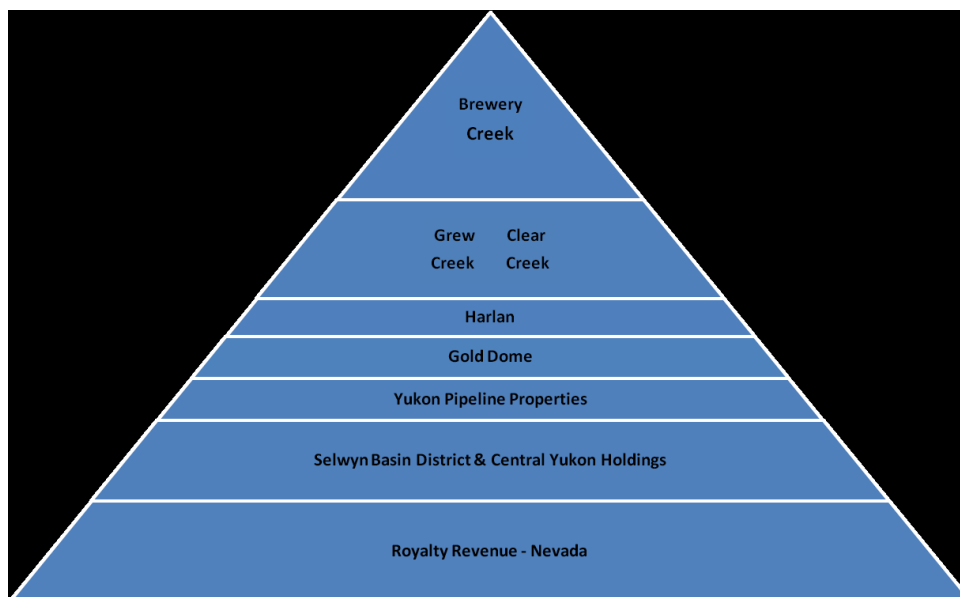 Brewery
Creek
Grew Clear
Creek Creek
Harlan
Gold Dome
Yukon Pipeline Properties
Selwyn Basin District & Central Yukon Holdings
Royalty Revenue - Nevada